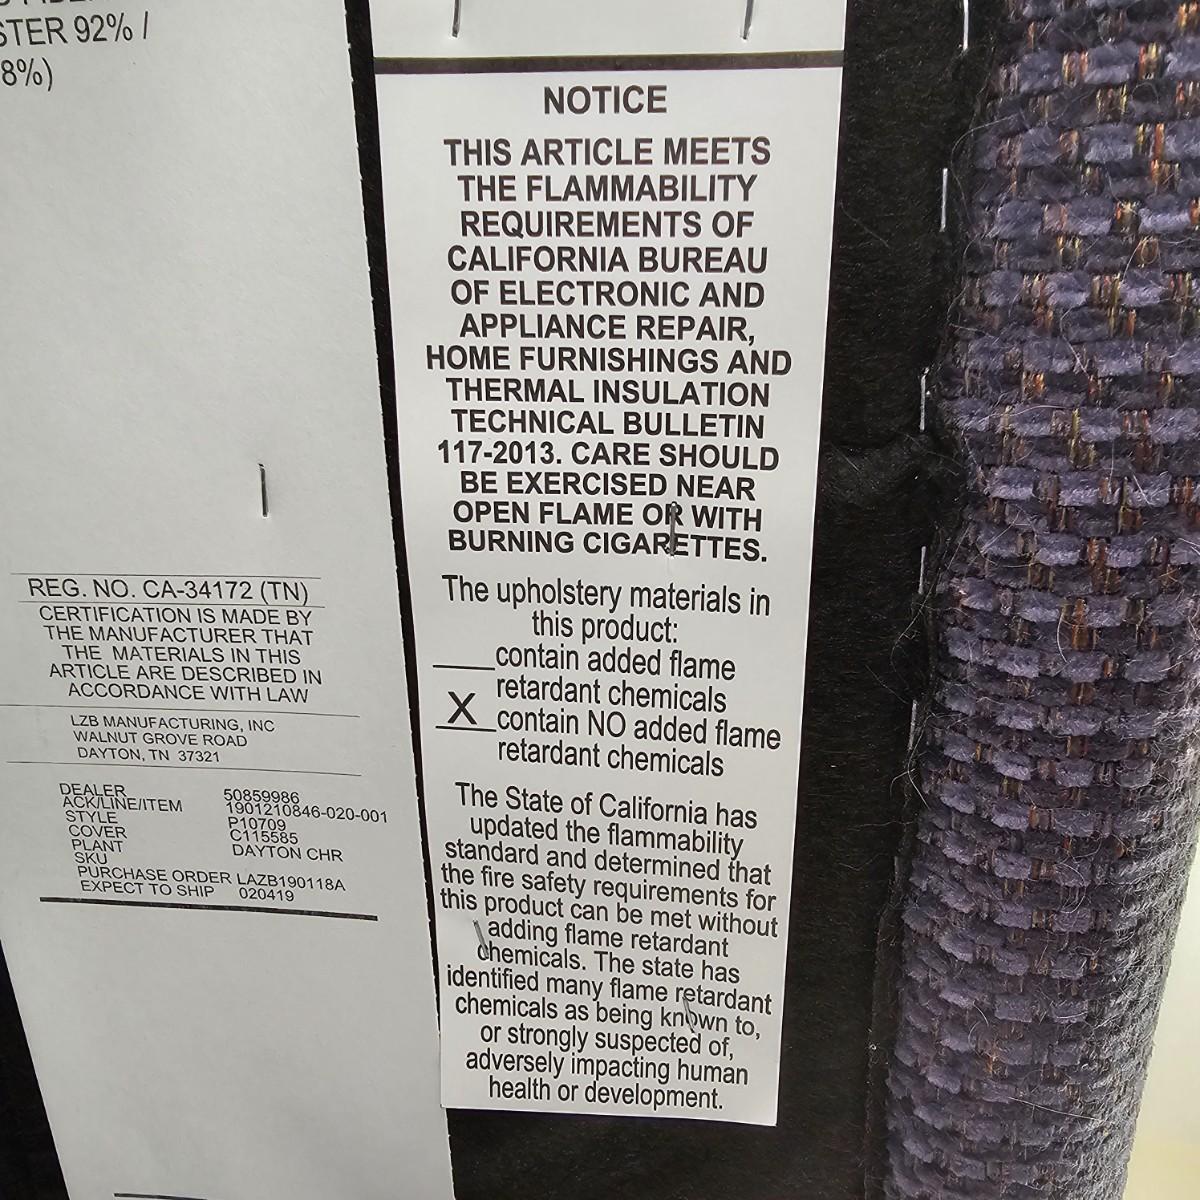 STER 92% /
8%)
REG. NO. CA-34172 (TN)
CERTIFICATION IS MADE BY
THE MANUFACTURER THAT
THE MATERIALS IN THIS
ARTICLE ARE DESCRIBED IN
ACCORDANCE WITH LAW
LZB MANUFACTURING, INC
WALNUT GROVE ROAD
DAYTON, TN 37321
DEALER 50859986
ACK/LINE/ITEM 1901210846-020-001
STYLE P10709
COVER C115585
PLANT DAYTON CHR
SKU
PURCHASE ORDER LAZB190118A
EXPECT TO SHIP 020419
NOTICE
THIS ARTICLE MEETS
THE FLAMMABILITY
REQUIREMENTS OF
CALIFORNIA BUREAU
OF ELECTRONIC AND
APPLIANCE REPAIR,
HOME FURNISHINGS AND
THERMAL INSULATION
TECHNICAL BULLETIN
117-2013. CARE SHOULD
BE EXERCISED NEAR
OPEN FLAME OR WITH
BURNING CIGARETTES.
The upholstery materials in
this product:
____contain added flame
retardant chemicals
X contain NO added flame
retardant chemicals
The State of California has
updated the flammability
standard and determined that
the fire safety requirements for
this product can be met without
adding flame retardant
chemicals. The state has
identified many flame retardant
chemicals as being known to,
or strongly suspected of,
adversely impacting human
health or development.